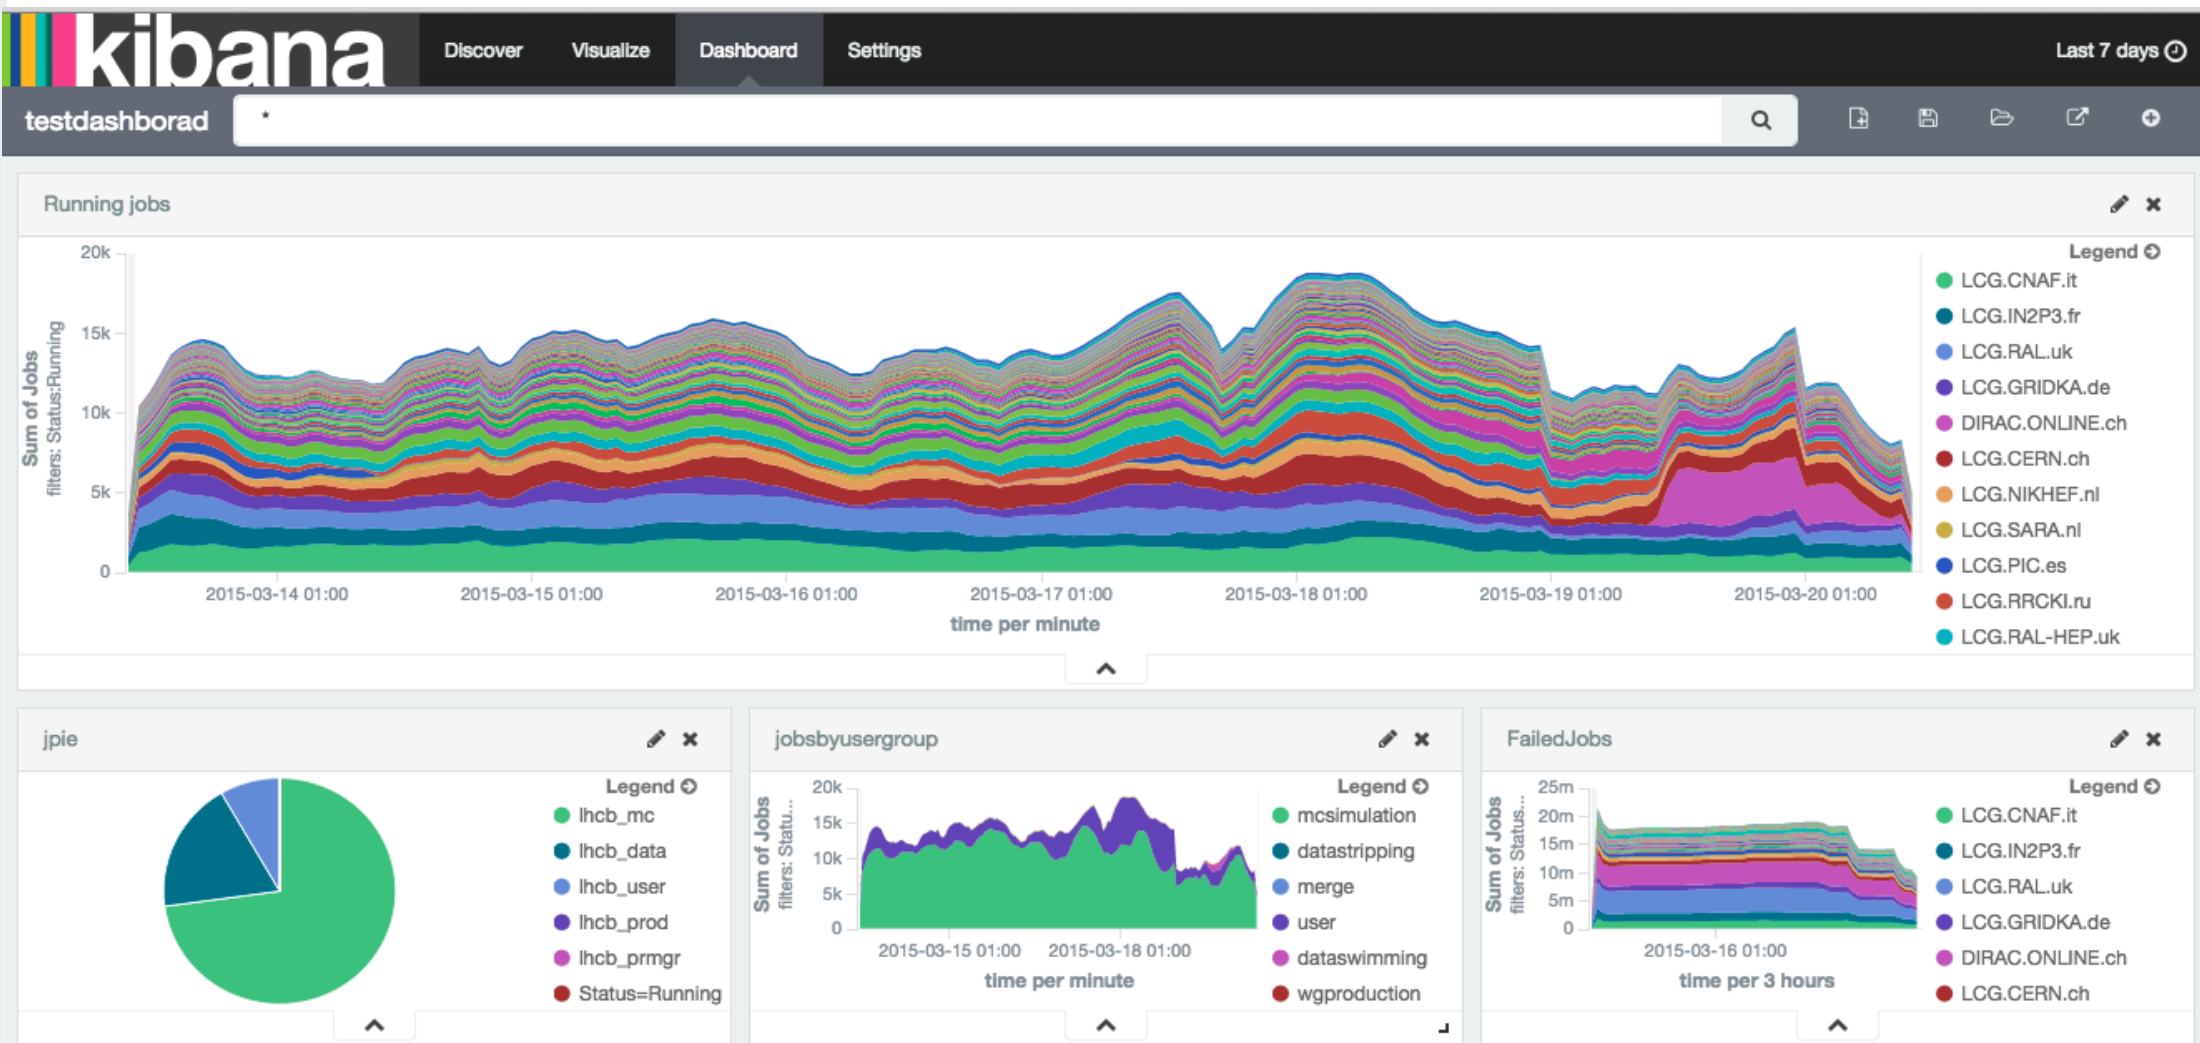 kibana Discover Visualize Dashboard Settings Last 7 days
testdashborad *
Running jobs
Legend
Sum of Jobs
filters: Status:Running
20k
15k
10k
5k
0
2015-03-14 01:00 2015-03-15 01:00 2015-03-16 01:00 2015-03-17 01:00 2015-03-18 01:00 2015-03-19 01:00 2015-03-20 01:00
time per minute
LCG.CNAF.it
LCG.IN2P3.fr
LCG.RAL.uk
LCG.GRIDKA.de
DIRAC.ONLINE.ch
LCG.CERN.ch
LCG.NIKHEF.nl
LCG.SARA.nl
LCG.PIC.es
LCG.RRCKI.ru
LCG.RAL-HEP.uk
jpie
Legend
lhcb_mc
lhcb_data
lhcb_user
lhcb_prod
lhcb_prmgr
Status=Running
jobsbyusergroup
Sum of Jobs
filters: Statu...
20k
15k
10k
5k
0
2015-03-15 01:00 2015-03-18 01:00
time per minute
Legend
mcsimulation
datastripping
merge
user
dataswimming
wgproduction
FailedJobs
Sum of Jobs
filters: Status...
25m
20m
15m
10m
5m
0
2015-03-16 01:00
time per 3 hours
Legend
LCG.CNAF.it
LCG.IN2P3.fr
LCG.RAL.uk
LCG.GRIDKA.de
DIRAC.ONLINE.ch
LCG.CERN.ch